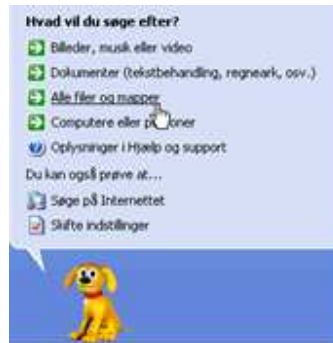 Hvad vil du søge efter?
Billeder, musik eller video
Dokumenter (tekstbehandling, regneark, osv.)
Alle filer og mapper
Computere eller personer
Oplysninger i Hjælp og support
Du kan også prøve at...
Søge på Internettet
Skifte indstillinger